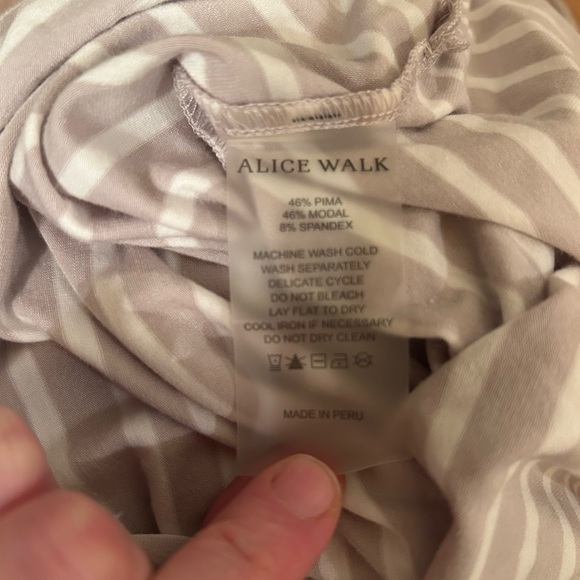 ALICE WALK
46% PIMA
46% MODAL
8% SPANDEX
MACHINE WASH COLD
WASH SEPARATELY
DELICATE CYCLE
DO NOT BLEACH
LAY FLAT TO DRY
COOL IRON IF NECESSARY
DO NOT DRY CLEAN
MADE IN PERU